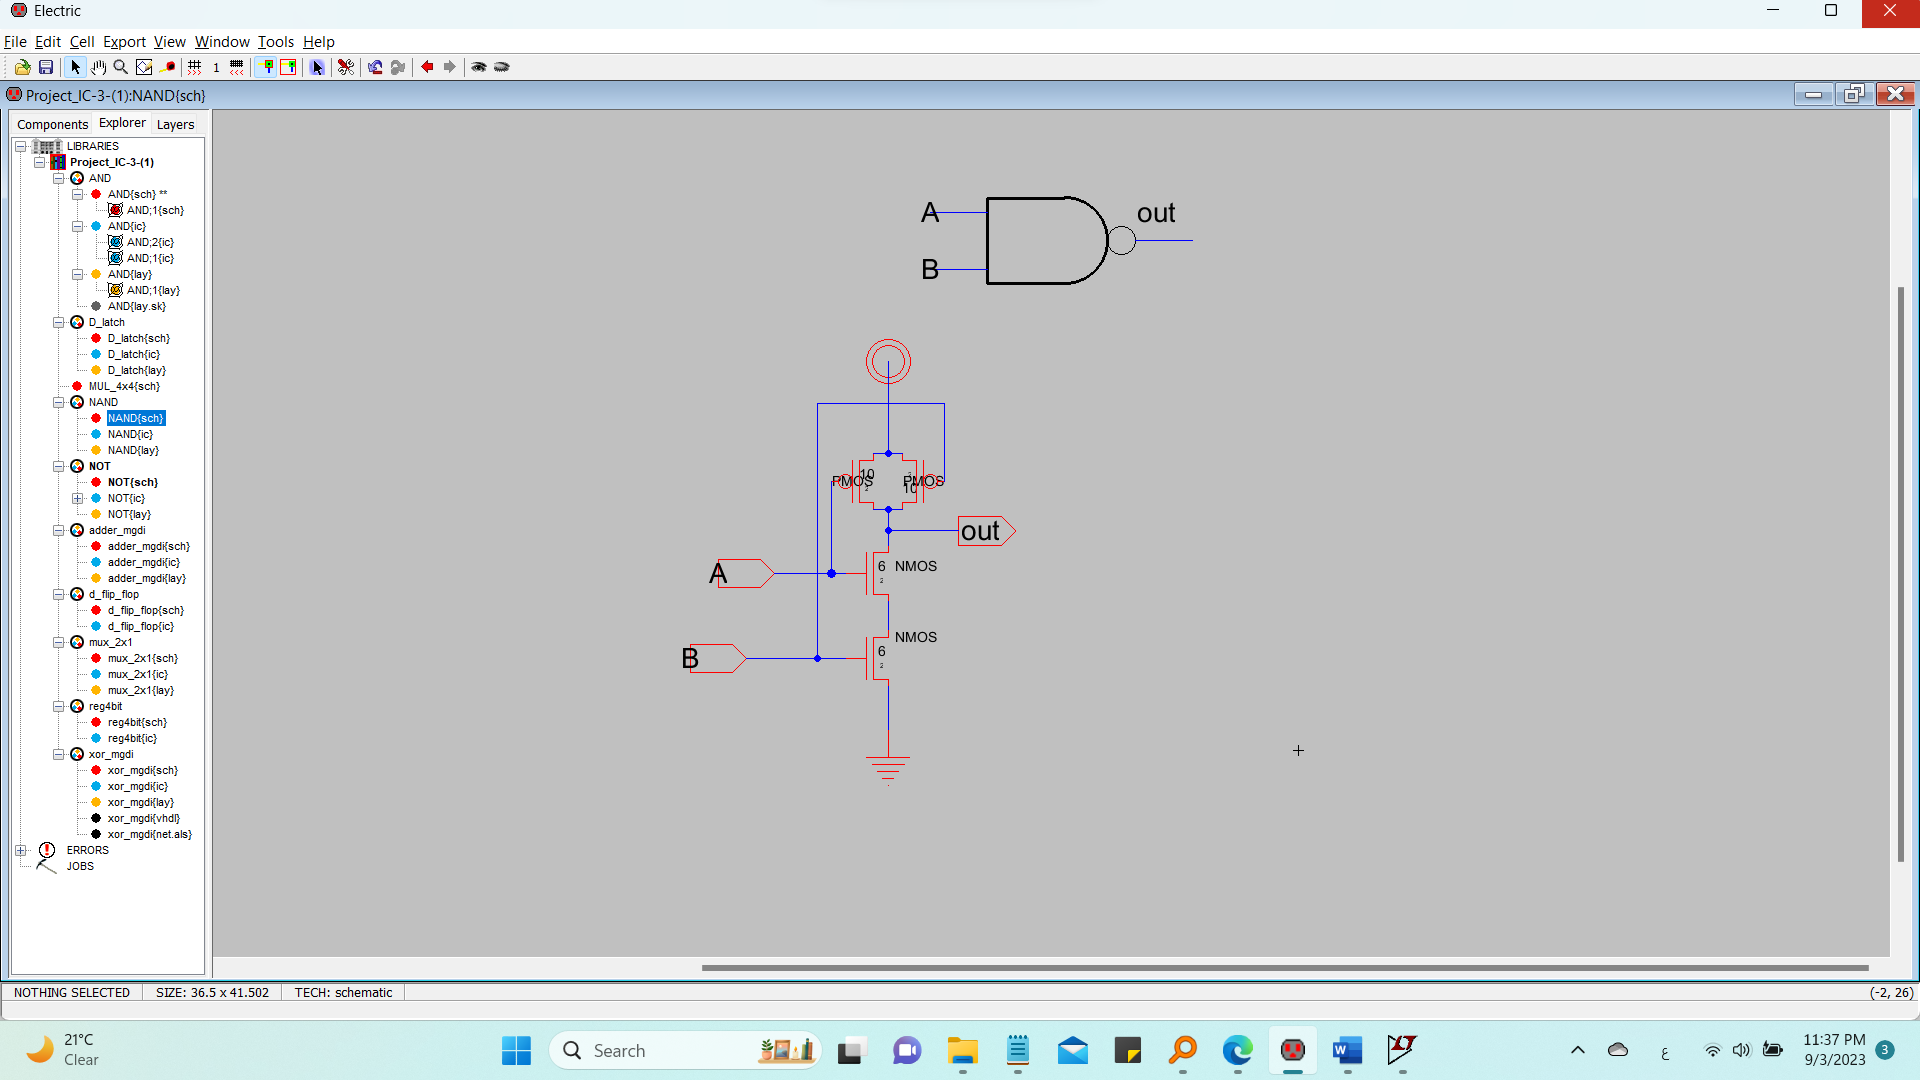 Electric
File Edit Cell Export View Window Tools Help
1
Project_IC-3-(1):NAND{sch}
Components Explorer Layers
LIBRARIES
Project_IC-3-(1)
AND
AND{sch} **
AND;1{sch}
AND{ic}
AND;2{ic}
AND;1{ic}
AND{lay}
AND;1{lay}
AND{lay.sk}
D_latch
D_latch{sch}
D_latch{ic}
D_latch{lay}
MUL_4x4{sch}
NAND
NAND{sch}
NAND{ic}
NAND{lay}
NOT
NOT{sch}
NOT{ic}
NOT{lay}
adder_mgdi
adder_mgdi{sch}
adder_mgdi{ic}
adder_mgdi{lay}
d_flip_flop
d_flip_flop{sch}
d_flip_flop{ic}
mux_2x1
mux_2x1{sch}
mux_2x1{ic}
mux_2x1{lay}
reg4bit
reg4bit{sch}
reg4bit{ic}
xor_mgdi
xor_mgdi{sch}
xor_mgdi{ic}
xor_mgdi{lay}
xor_mgdi{vhdl}
xor_mgdi{net.als}
ERRORS
JOBS
A
out
B
10
2
PMOS
PMOS
2
10
out
A
6
2
NMOS
NMOS
B
6
2
NOTHING SELECTED SIZE: 36.5 x 41.502 TECH: schematic (-2, 26)
21°C
Clear
Search
ع
11:37 PM
9/3/2023
3